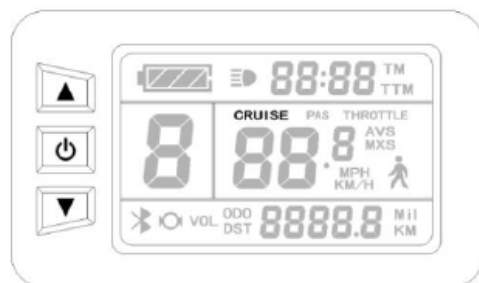 88:88 TM
TTM
CRUISE PAS THROTTLE
8 88.8 AVS
MXS
MPH
KM/H
VOL ODO 8888.8 Mil
DST KM